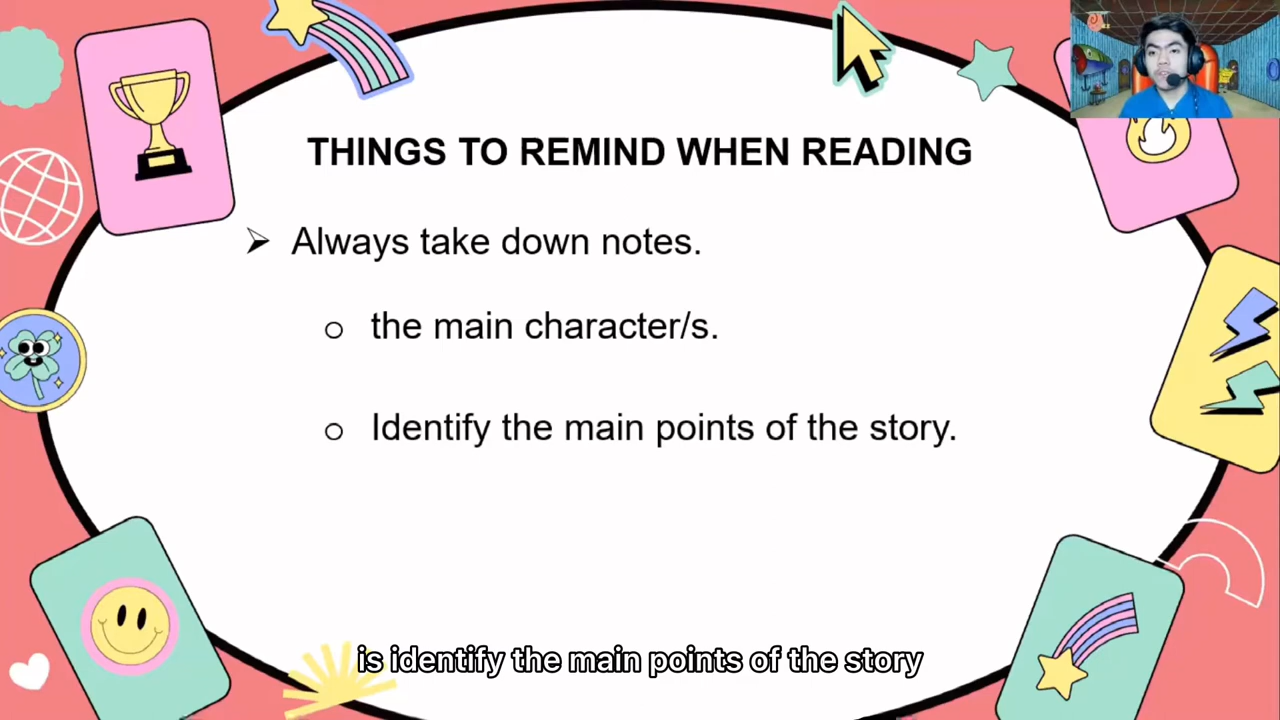 THINGS TO REMIND WHEN READING
Always take down notes.
the main character/s.
Identify the main points of the story.
is identify the main points of the story